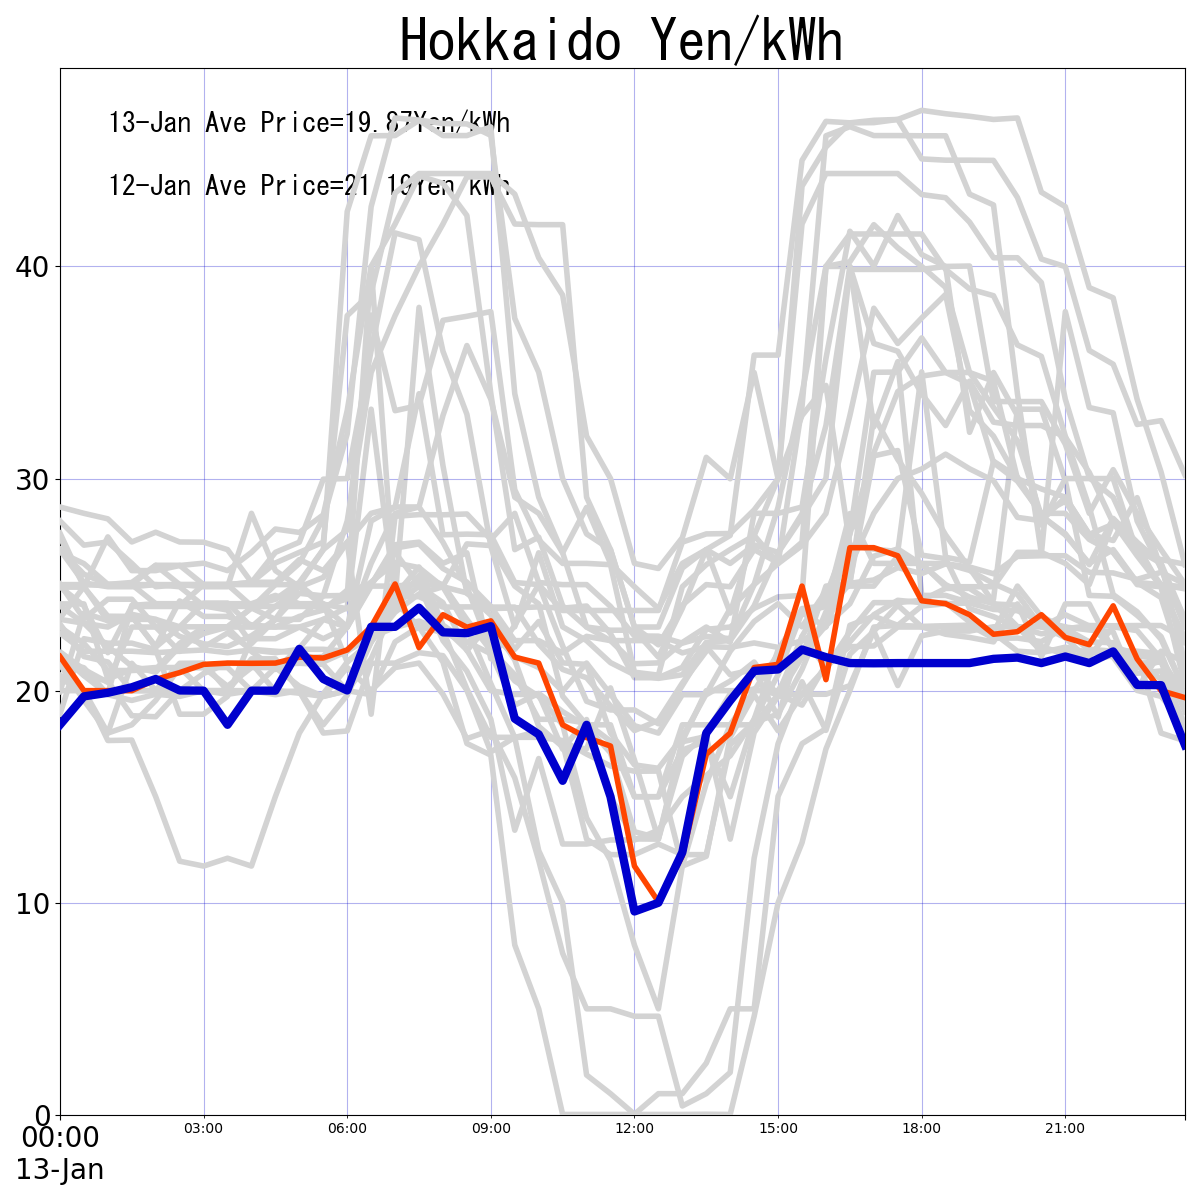 Hokkaido Yen/kWh
13-Jan Ave Price=19.87Yen/kWh
12-Jan Ave Price=21.19Yen/kWh
40
30
20
10
0
00:00 03:00 06:00 09:00 12:00 15:00 18:00 21:00
13-Jan